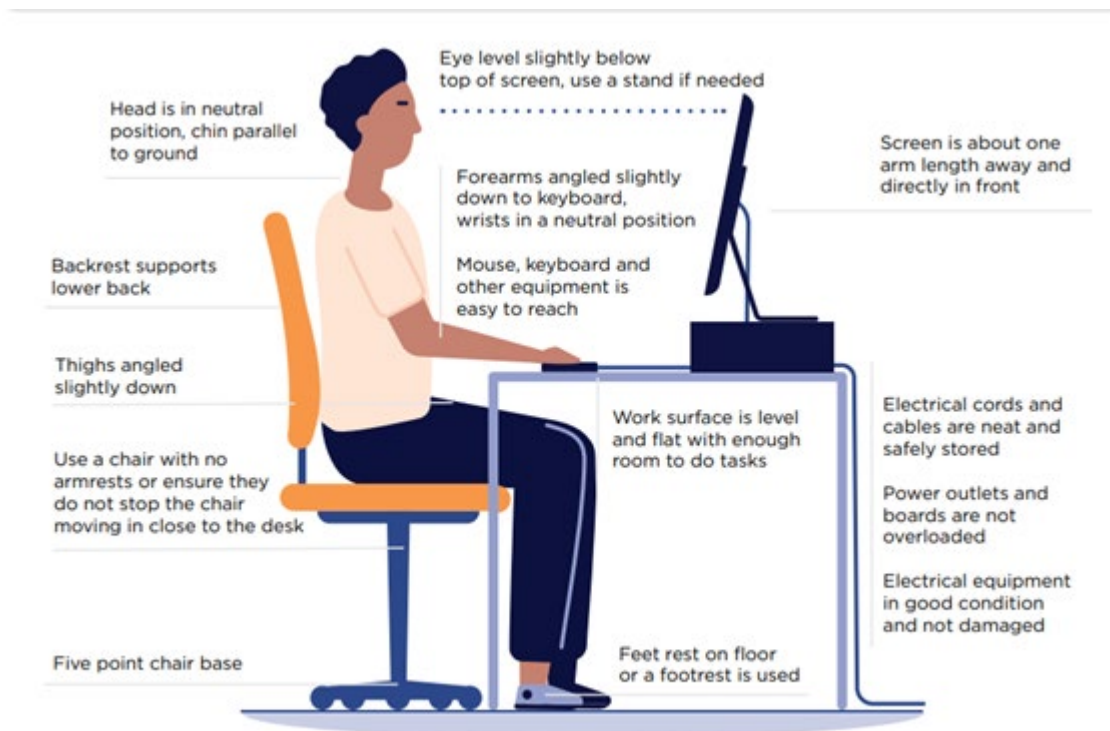 Eye level slightly below
top of screen, use a stand if needed
Head is in neutral
position, chin parallel
to ground
Screen is about one
arm length away and
directly in front
Forearms angled slightly
down to keyboard,
wrists in a neutral position
Mouse, keyboard and
other equipment is
easy to reach
Backrest supports
lower back
Thighs angled
slightly down
Work surface is level
and flat with enough
room to do tasks
Electrical cords and
cables are neat and
safely stored
Power outlets and
boards are not
overloaded
Electrical equipment
in good condition
and not damaged
Use a chair with no
armrests or ensure they
do not stop the chair
moving in close to the desk
Five point chair base
Feet rest on floor
or a footrest is used